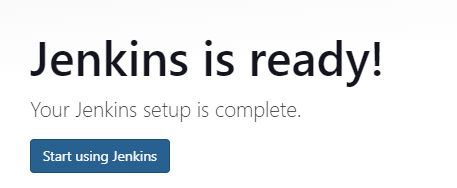 Jenkins is ready!
Your Jenkins setup is complete.
Start using Jenkins